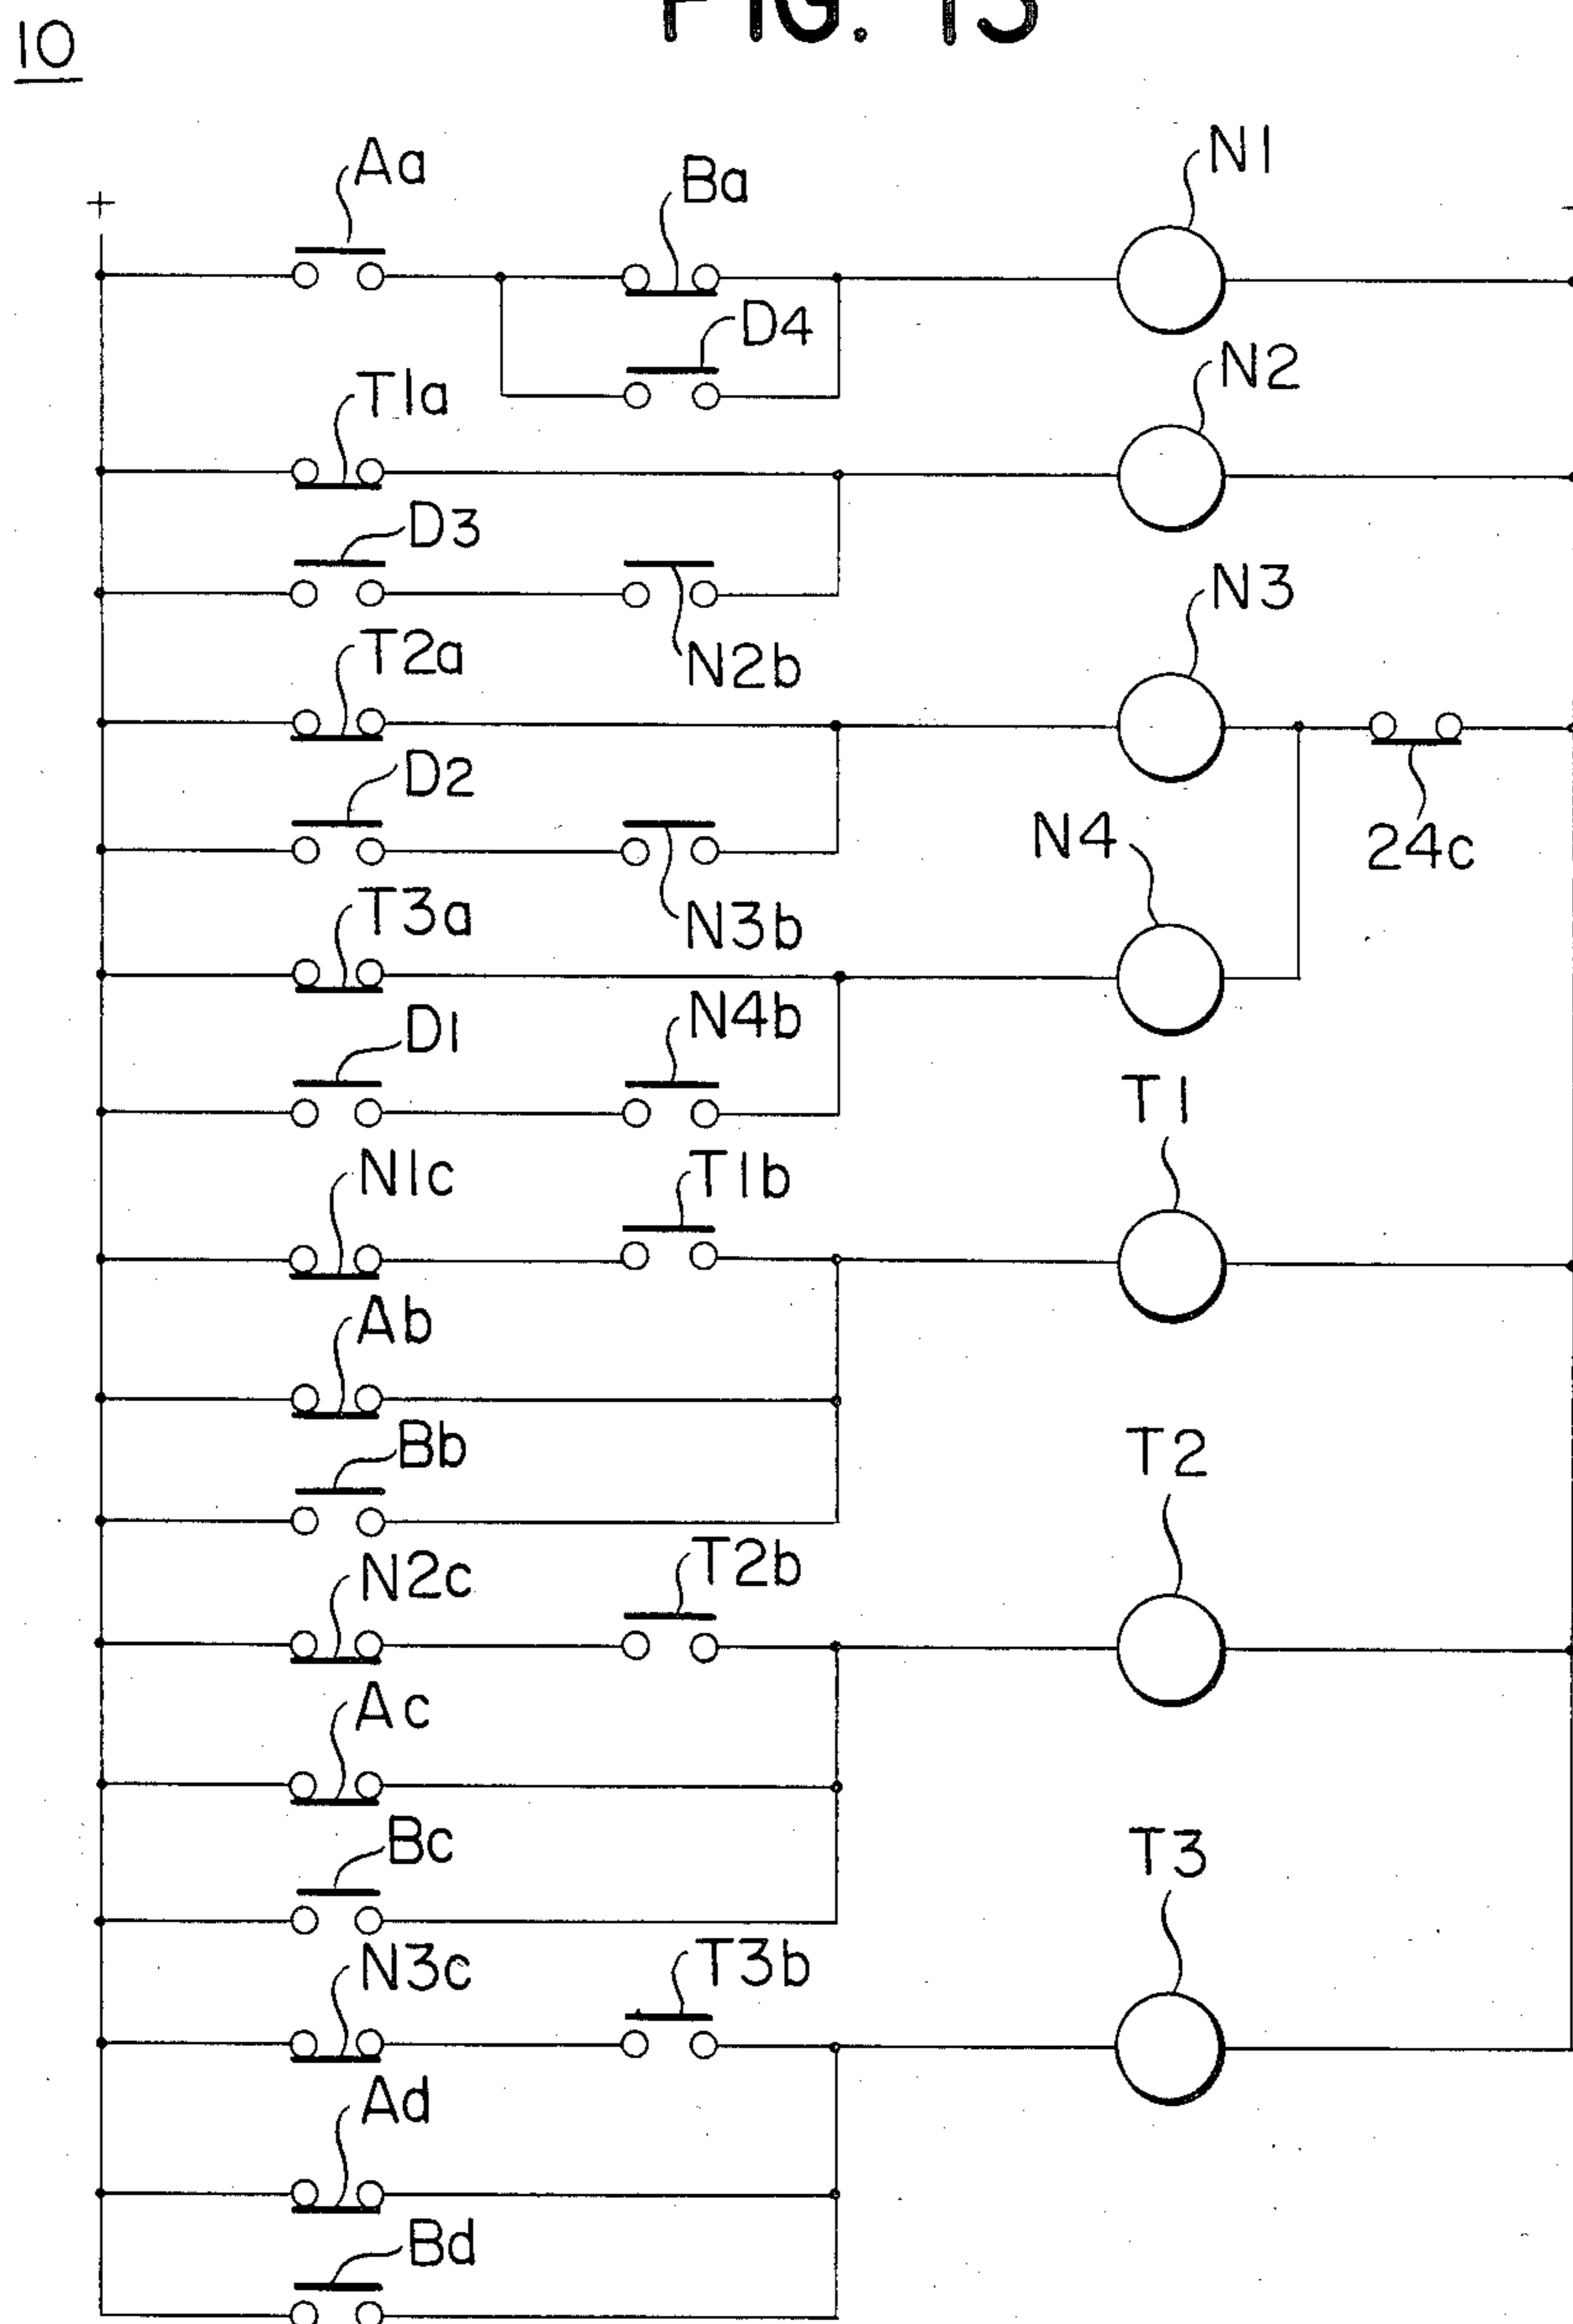 FIG. 13
10
Aa
Ba
N1
+
-
D4
N2
T1a
D3
N3
T2a
N2b
D2
N4
24c
T3a
N3b
N4b
D1
T1
N1c
T1b
Ab
Bb
T2
T2b
N2c
Ac
Bc
T3
T3b
N3c
Ad
Bd